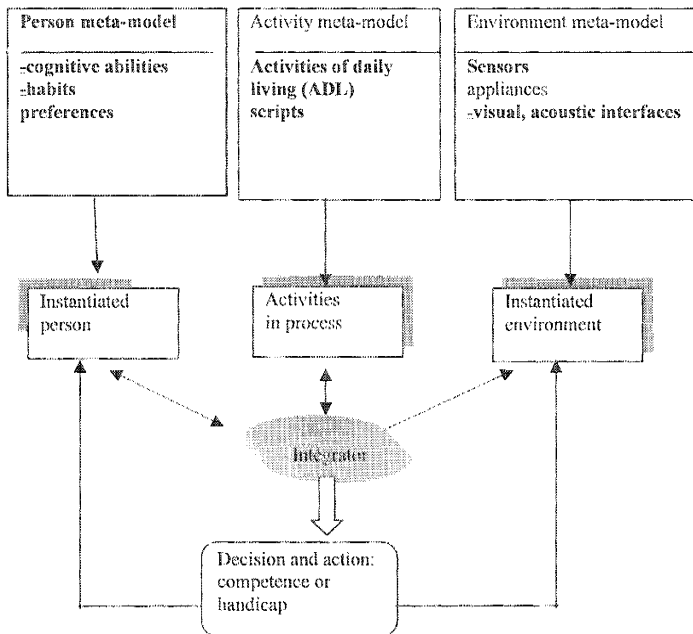 Person meta-model
-cognitive abilities
-habits
preferences
Activity meta-model
Activities of daily
living (ADL)
scripts
Environment meta-model
Sensors
appliances
-visual, acoustic interfaces
Instantiated
person
Activities
in process
Instantiated
environment
Intégrator
Decision and action:
competence or
handicap